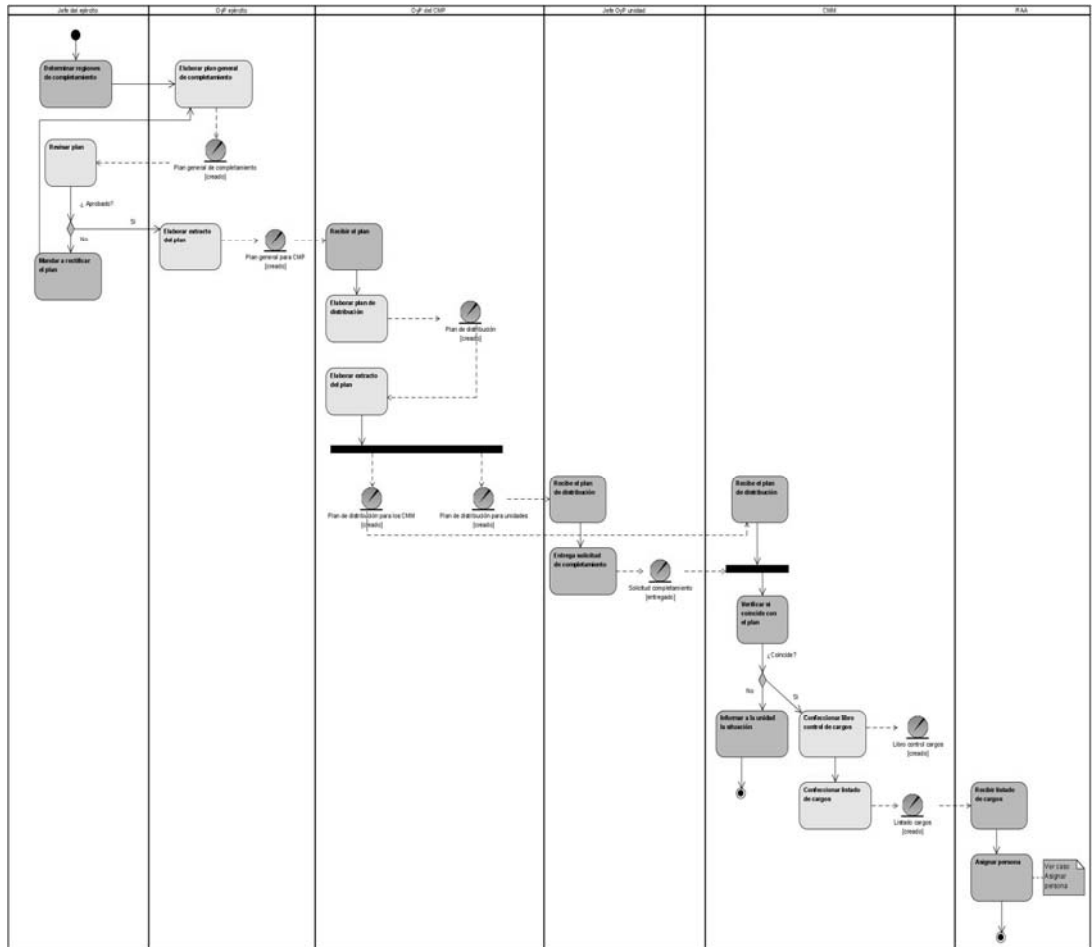 Jefe del ejército
OyP ejército
OyP del CMP
Jefe OyP unidad
CMM
RAA
Determinar regiones
de completamiento
Elaborar plan general
de completamiento
Revisar plan
Plan general de completamiento
[creado]
¿ Aprobado?
Si
No
Mandar a rectificar
el plan
Elaborar extracto
del plan
Plan general para CMP
[creado]
Recibir el plan
Elaborar plan de
distribución
Plan de distribución
[creado]
Elaborar extracto
del plan
Plan de distribución para los CMM
[creado]
Plan de distribución para unidades
[creado]
Recibe el plan
de distribución
Recibe el plan
de distribución
Entrega solicitud
de completamiento
Solicitud completamiento
[entregado]
Verificar si
coincide con
el plan
¿Coincide?
No
Si
Informar a la unidad
la situación
Confeccionar libro
control de cargos
Libro control cargos
[creado]
Confeccionar listado
de cargos
Listado cargos
[creado]
Recibir listado
de cargos
Asignar persona
Ver caso
Asignar
persona